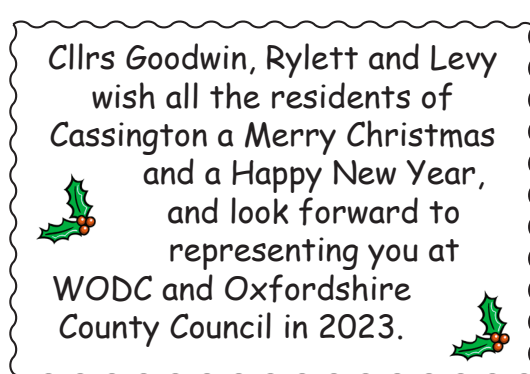 Cllrs Goodwin, Rylett and Levy
wish all the residents of
Cassington a Merry Christmas
and a Happy New Year,
and look forward to
representing you at
WODC and Oxfordshire
County Council in 2023.